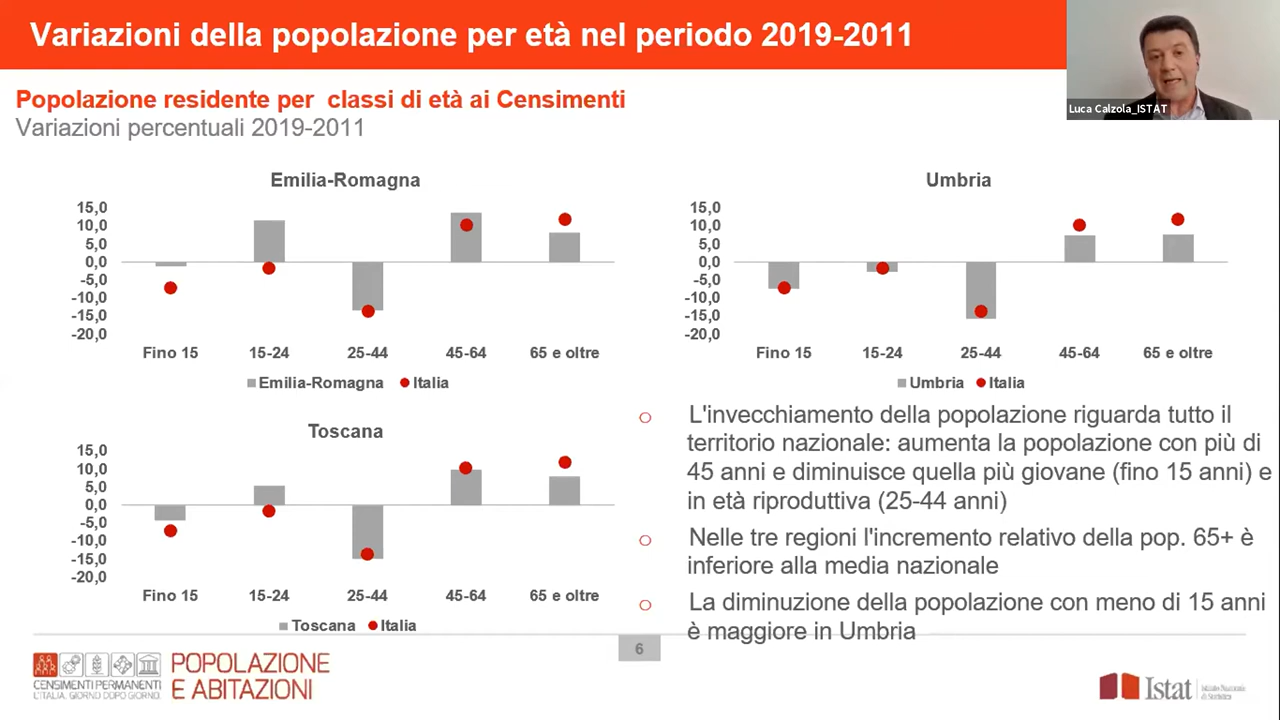 Variazioni della popolazione per età nel periodo 2019-2011
Luca Calzola_ISTAT
Popolazione residente per classi di età ai Censimenti
Variazioni percentuali 2019-2011
Emilia-Romagna
15,0
10,0
5,0
0,0
-5,0
-10,0
-15,0
-20,0
Fino 15 15-24 25-44 45-64 65 e oltre
Emilia-Romagna Italia
Umbria
15,0
10,0
5,0
0,0
-5,0
-10,0
-15,0
-20,0
Fino 15 15-24 25-44 45-64 65 e oltre
Umbria Italia
Toscana
15,0
10,0
5,0
0,0
-5,0
-10,0
-15,0
-20,0
Fino 15 15-24 25-44 45-64 65 e oltre
Toscana Italia
L'invecchiamento della popolazione riguarda tutto il
territorio nazionale: aumenta la popolazione con più di
45 anni e diminuisce quella più giovane (fino 15 anni) e
in età riproduttiva (25-44 anni)
Nelle tre regioni l'incremento relativo della pop. 65+ è
inferiore alla media nazionale
La diminuzione della popolazione con meno di 15 anni
è maggiore in Umbria
6
CENSIMENTI PERMANENTI
L'ITALIA. GIORNO DOPO GIORNO.
POPOLAZIONE
E ABITAZIONI
Istat
Istituto Nazionale
di Statistica